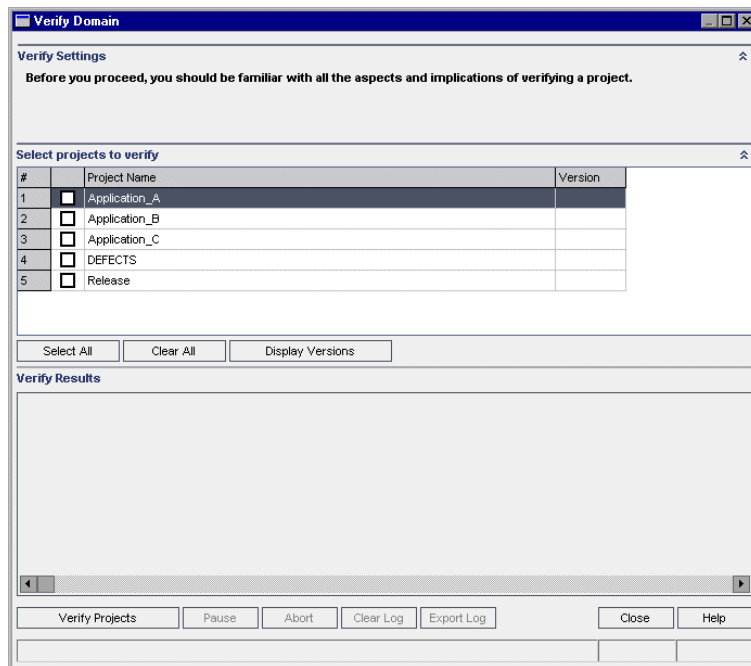 Verify Domain
Verify Settings
Before you proceed, you should be familiar with all the aspects and implications of verifying a project.
Select projects to verify
# Project Name Version
1 Application_A
2 Application_B
3 Application_C
4 DEFECTS
5 Release
Select All Clear All Display Versions
Verify Results
Verify Projects Pause Abort Clear Log Export Log Close Help